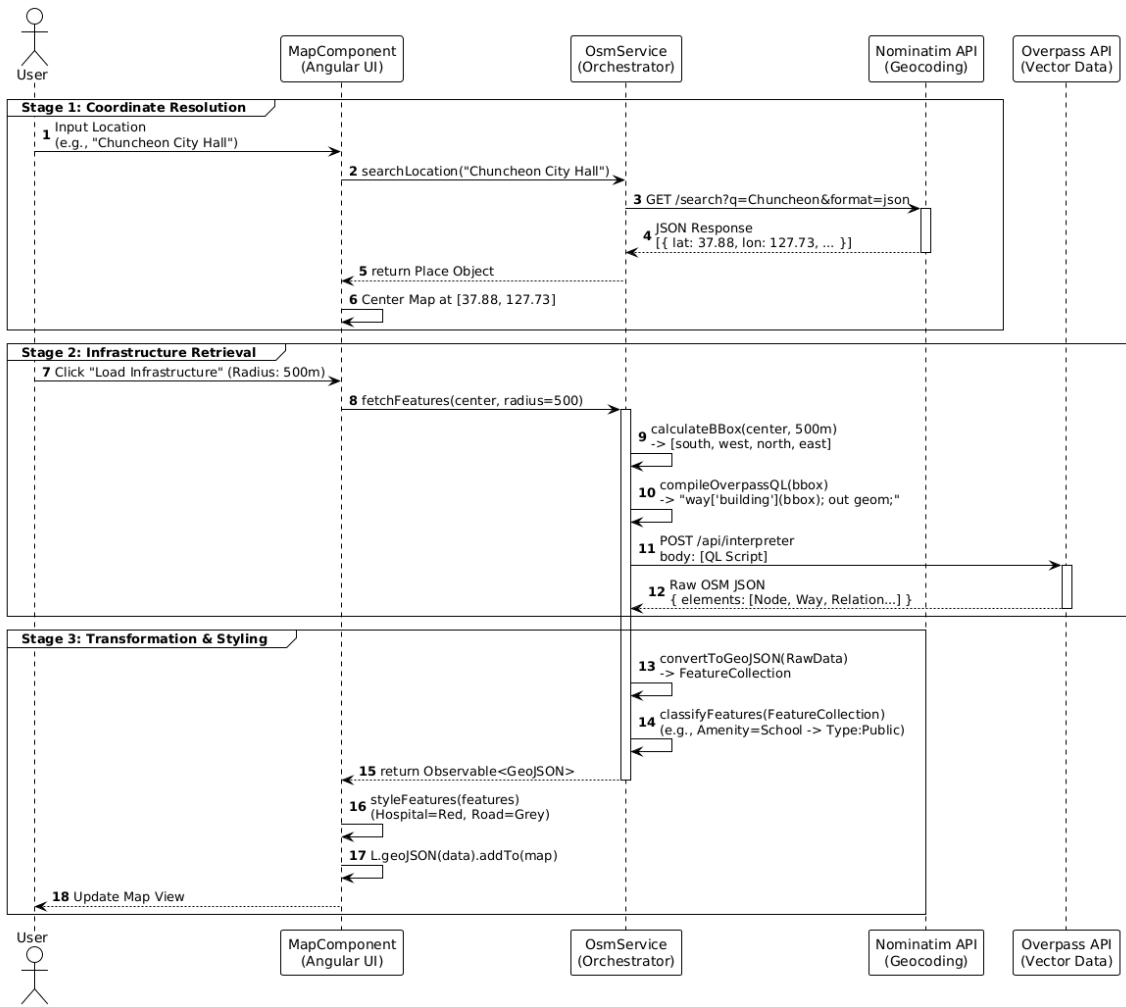 User
MapComponent
(Angular UI)
OsmService
(Orchestrator)
Nominatim API
(Geocoding)
Overpass API
(Vector Data)
Stage 1: Coordinate Resolution
1 Input Location
(e.g., "Chuncheon City Hall")
2 searchLocation("Chuncheon City Hall")
3 GET /search?q=Chuncheon&format=json
4 JSON Response
[{ lat: 37.88, lon: 127.73, ... }]
5 return Place Object
6 Center Map at [37.88, 127.73]
Stage 2: Infrastructure Retrieval
7 Click "Load Infrastructure" (Radius: 500m)
8 fetchFeatures(center, radius=500)
9 calculateBBox(center, 500m)
-> [south, west, north, east]
10 compileOverpassQL(bbox)
-> "way['building'](bbox); out geom;"
11 POST /api/interpreter
body: [QL Script]
12 Raw OSM JSON
{ elements: [Node, Way, Relation...] }
Stage 3: Transformation & Styling
13 convertToGeoJSON(RawData)
-> FeatureCollection
14 classifyFeatures(FeatureCollection)
(e.g., Amenity=School -> Type:Public)
15 return Observable<GeoJSON>
16 styleFeatures(features)
(Hospital=Red, Road=Grey)
17 L.geoJSON(data).addTo(map)
18 Update Map View
User
MapComponent
(Angular UI)
OsmService
(Orchestrator)
Nominatim API
(Geocoding)
Overpass API
(Vector Data)